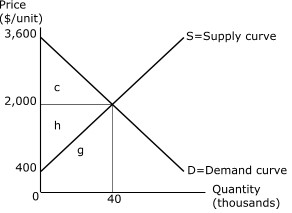 Price
($/unit)
3,600
S=Supply curve
c
2,000
h
g
400
D=Demand curve
0
40
Quantity
(thousands)